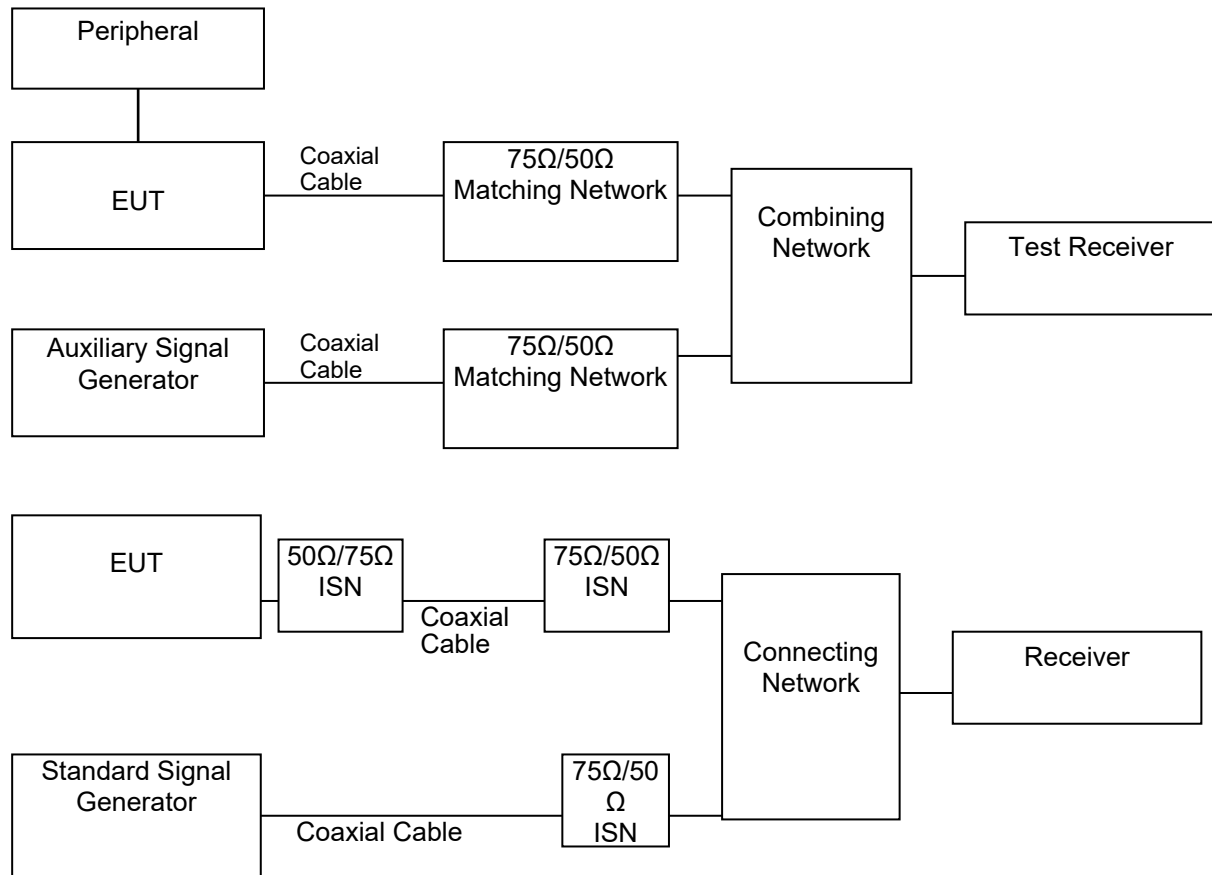 Peripheral
EUT
Coaxial
Cable
75Ω/50Ω
Matching Network
Combining
Network
Test Receiver
Auxiliary Signal
Generator
Coaxial
Cable
75Ω/50Ω
Matching Network
EUT
50Ω/75Ω
ISN
Coaxial
Cable
75Ω/50Ω
ISN
Connecting
Network
Receiver
Standard Signal
Generator
Coaxial Cable
75Ω/50
Ω
ISN